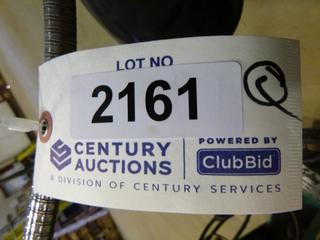 LOT NO
2161
CENTURY
AUCTIONS
POWERED BY
ClubBid
A DIVISION OF CENTURY SERVICES